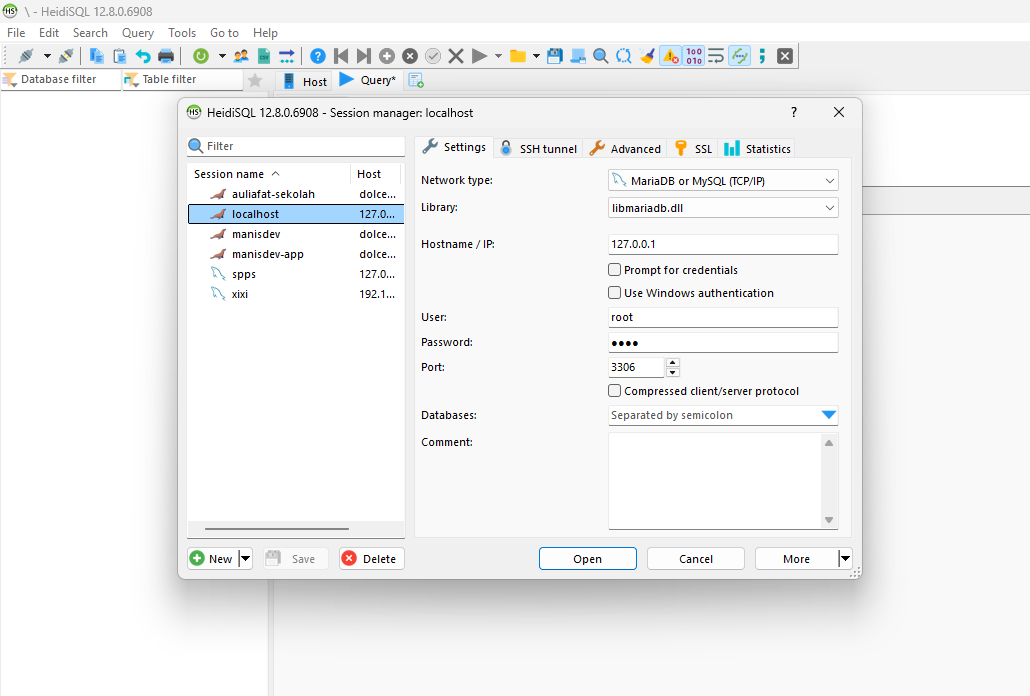 \ - HeidiSQL 12.8.0.6908
File Edit Search Query Tools Go to Help
Database filter Table filter Host Query*
HeidiSQL 12.8.0.6908 - Session manager: localhost
Filter
Session name Host
auliafat-sekolah dolce...
localhost 127.0...
manisdev dolce...
manisdev-app dolce...
spps 127.0...
xixi 192.1...
Settings SSH tunnel Advanced SSL Statistics
Network type: MariaDB or MySQL (TCP/IP)
Library: libmariadb.dll
Hostname / IP: 127.0.0.1
Prompt for credentials
Use Windows authentication
User: root
Password: ●●●●
Port: 3306
Compressed client/server protocol
Databases: Separated by semicolon
Comment:
New Save Delete Open Cancel More